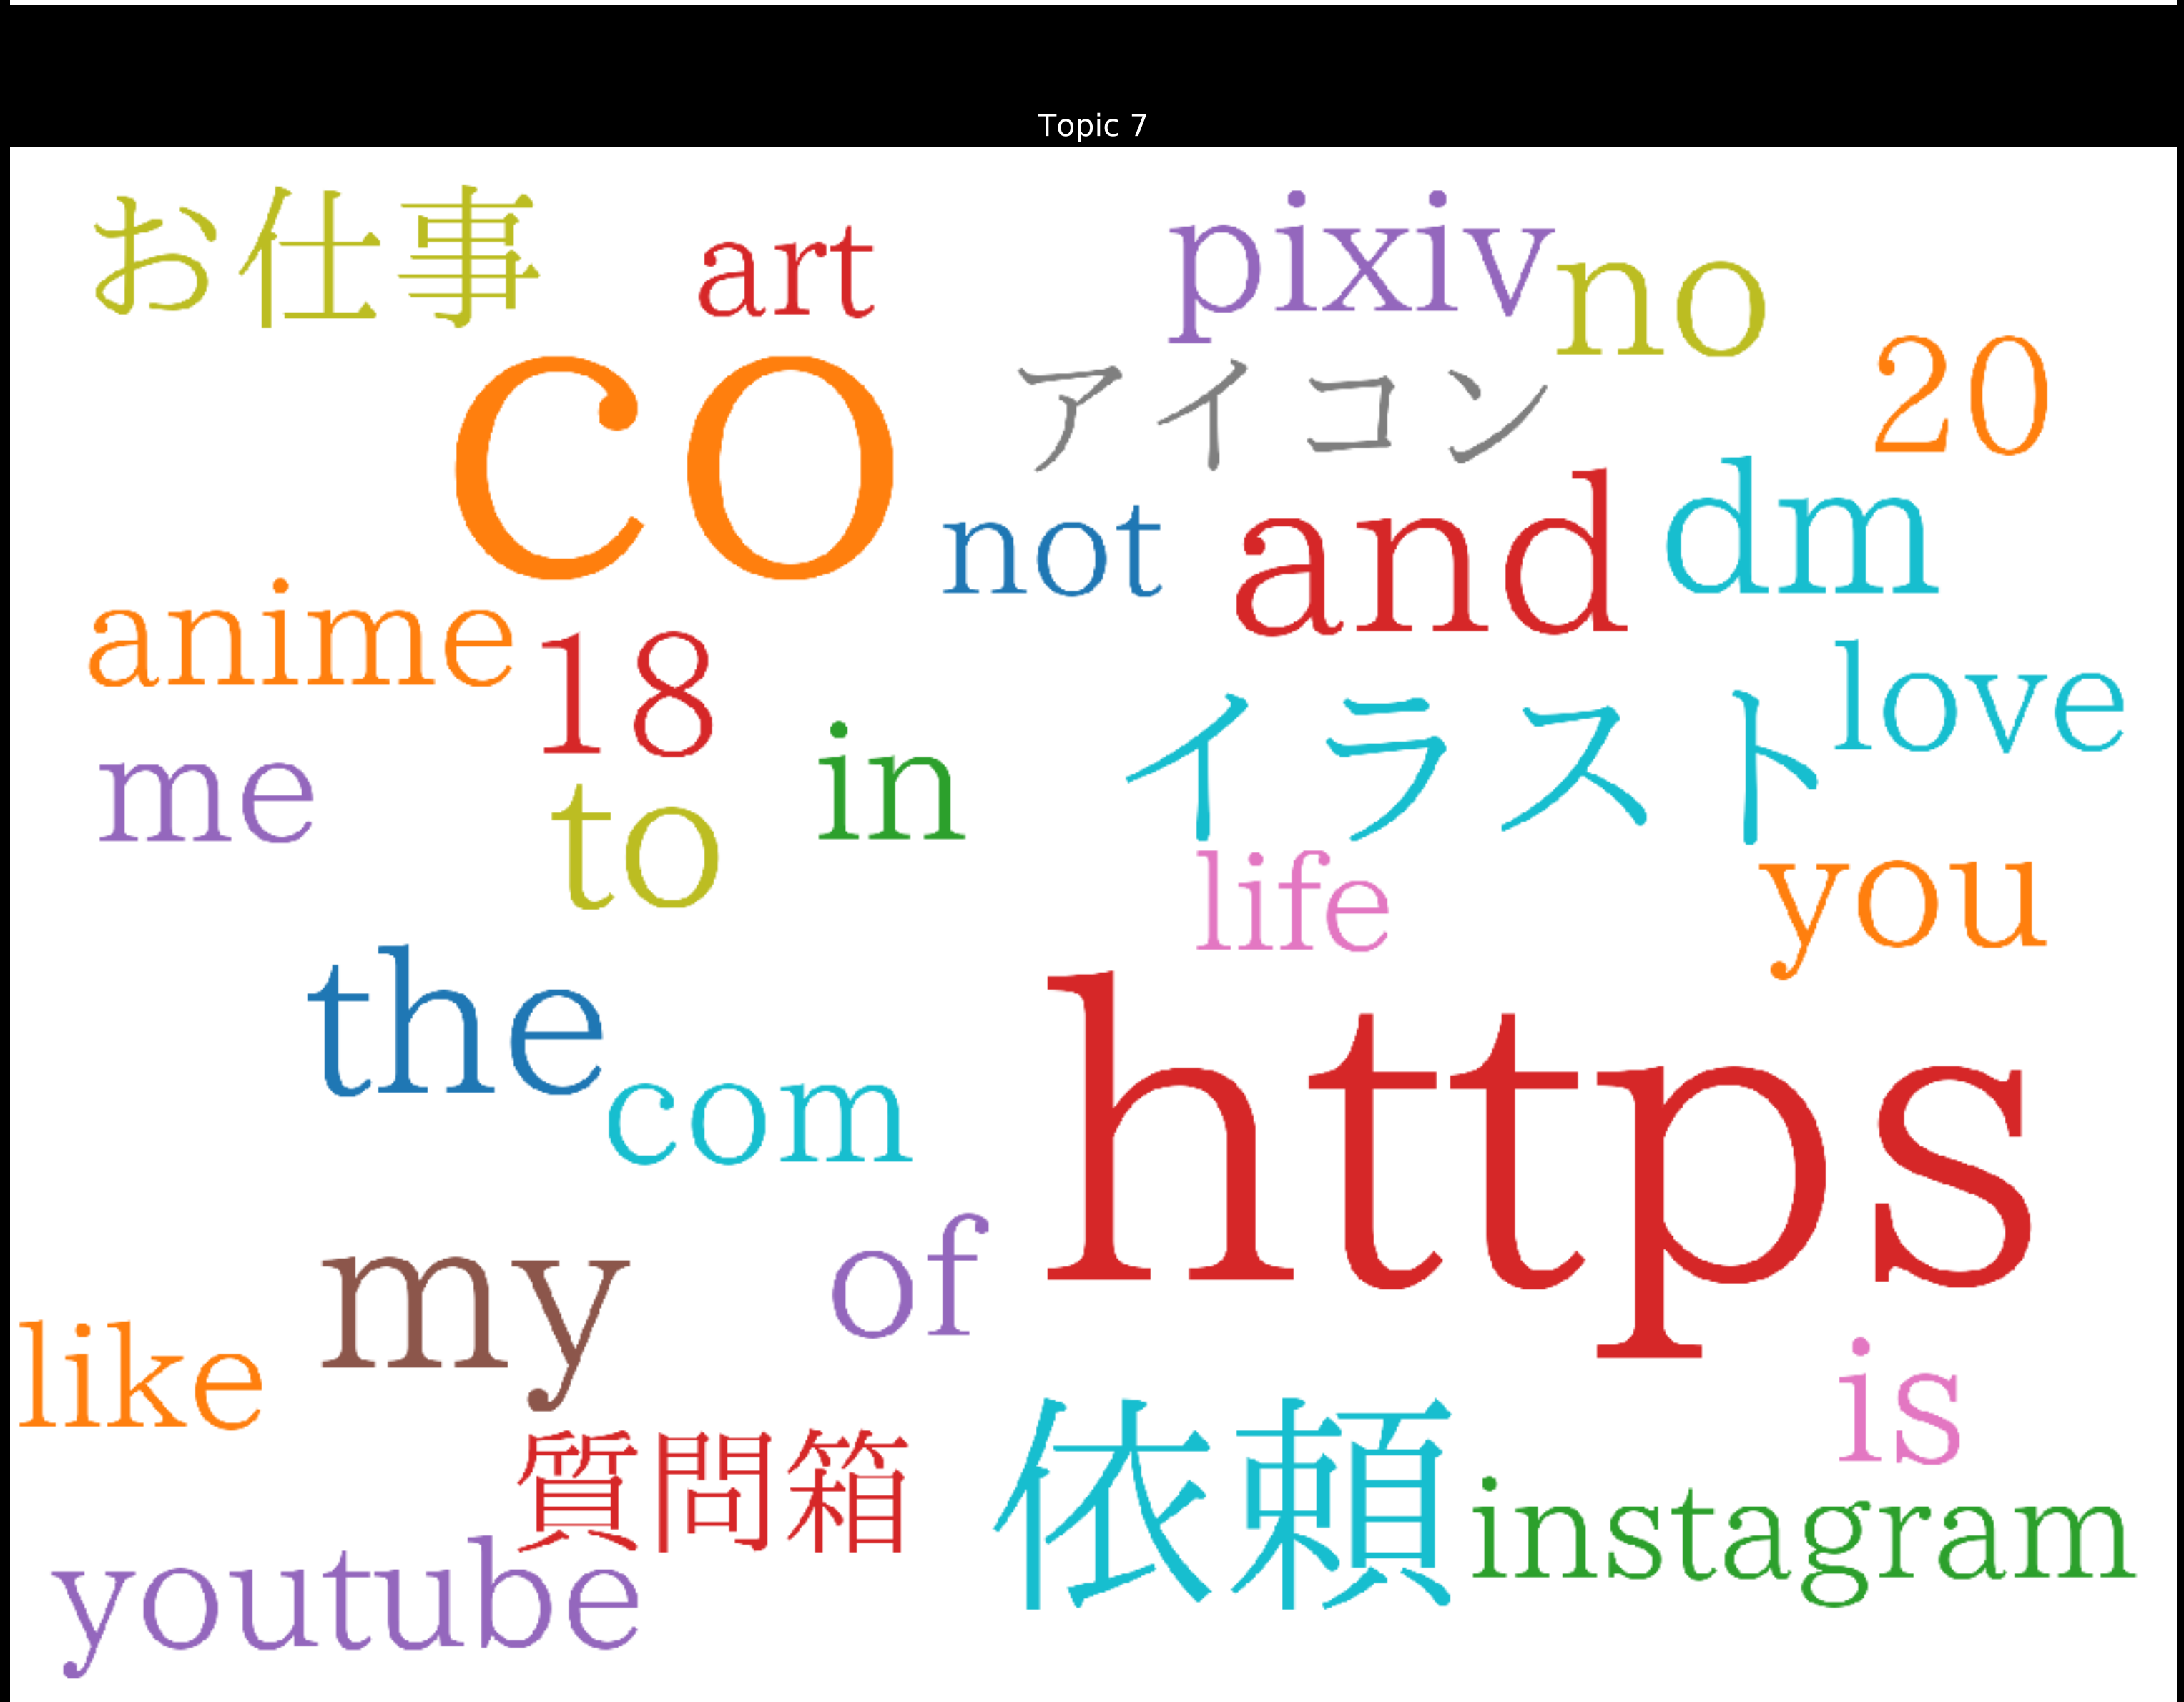 Topic 7
お仕事
art
pixiv
no
20
co
アイコン
not
and
dm
anime
18
love
me
to
in
イラスト
life
you
the
com
https
my
of
like
is
質問箱
依頼
instagram
youtube